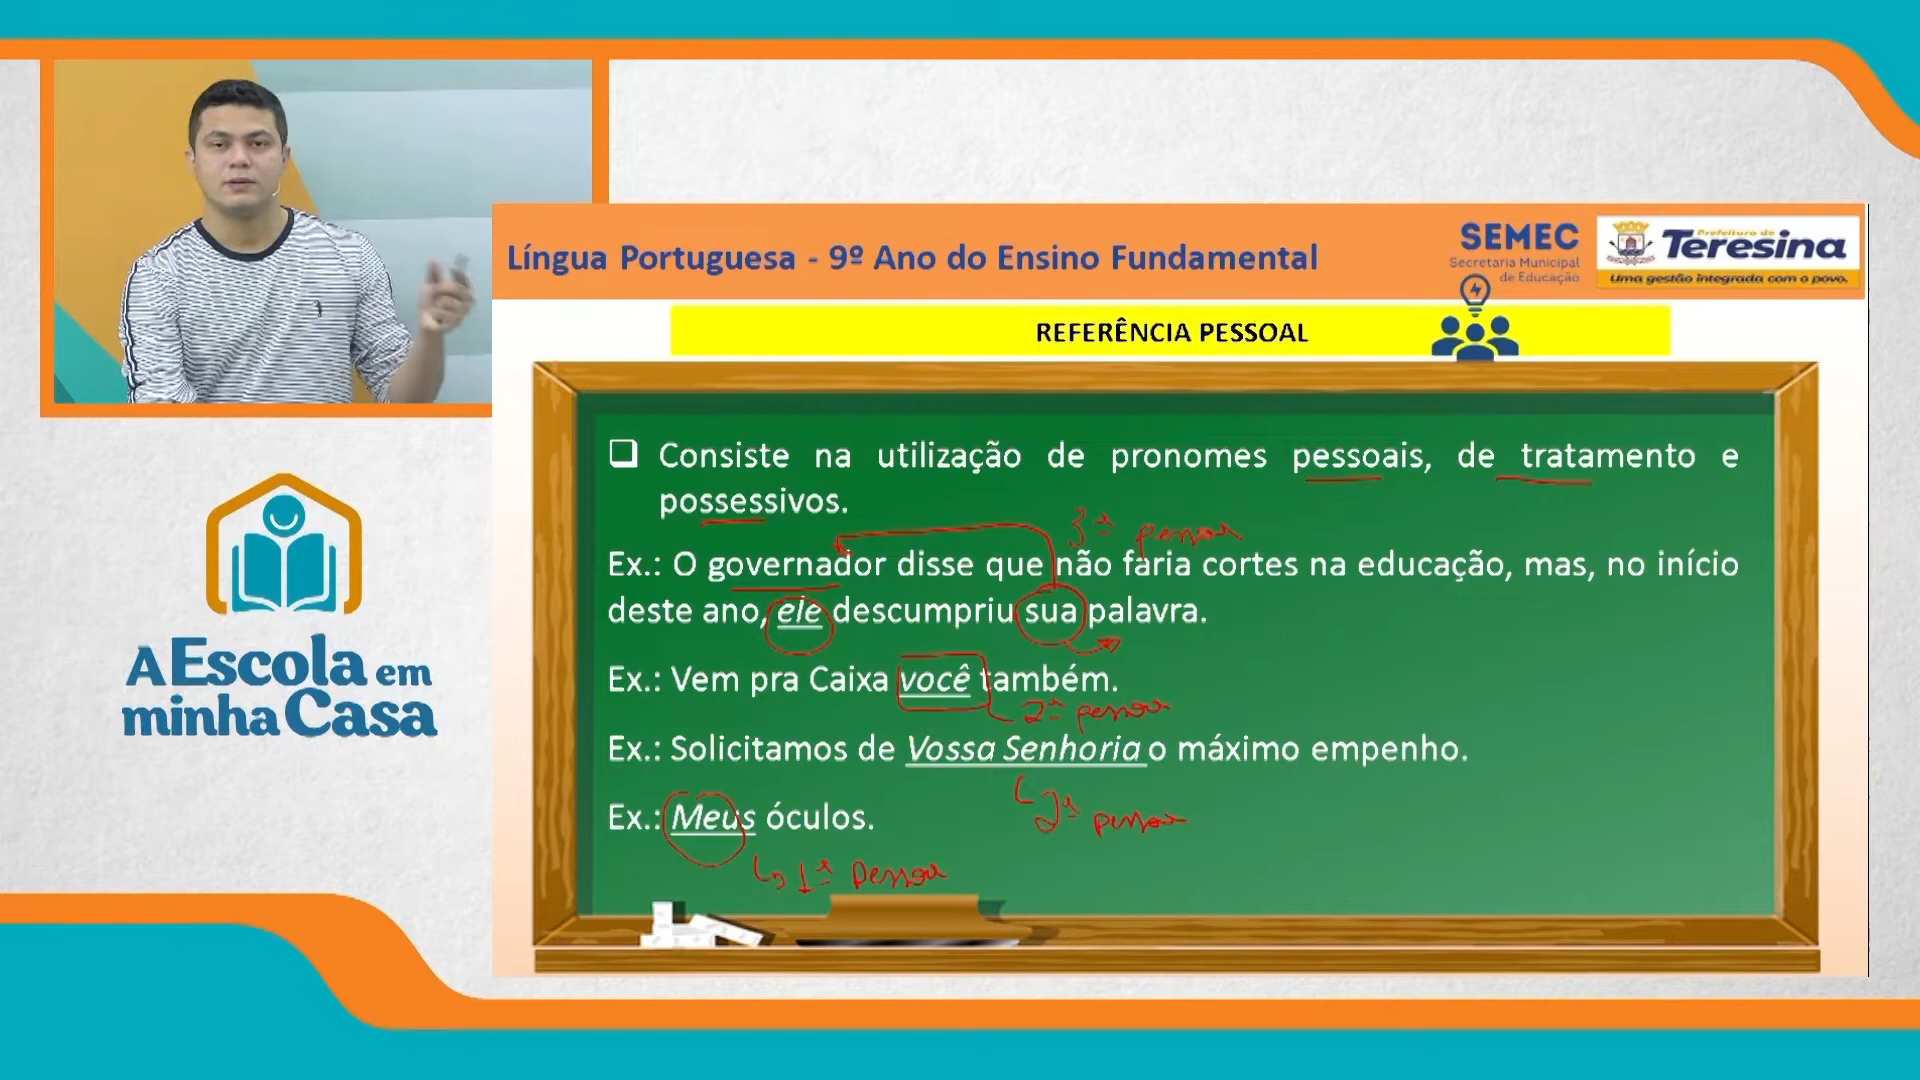 Língua Portuguesa - 9º Ano do Ensino Fundamental
SEMEC
Secretaria Municipal
de Educação
Prefeitura de
Teresina
Uma gestão integrada com o povo.
REFERÊNCIA PESSOAL
❑ Consiste na utilização de pronomes pessoais, de tratamento e
possessivos.
3ª pessoa
Ex.: O governador disse que não faria cortes na educação, mas, no início
deste ano, ele descumpriu sua palavra.
Ex.: Vem pra Caixa você também.
2ª pessoa
Ex.: Solicitamos de Vossa Senhoria o máximo empenho.
2ª pessoa
Ex.: Meus óculos.
1ª Pessoa
A Escola em
minha Casa